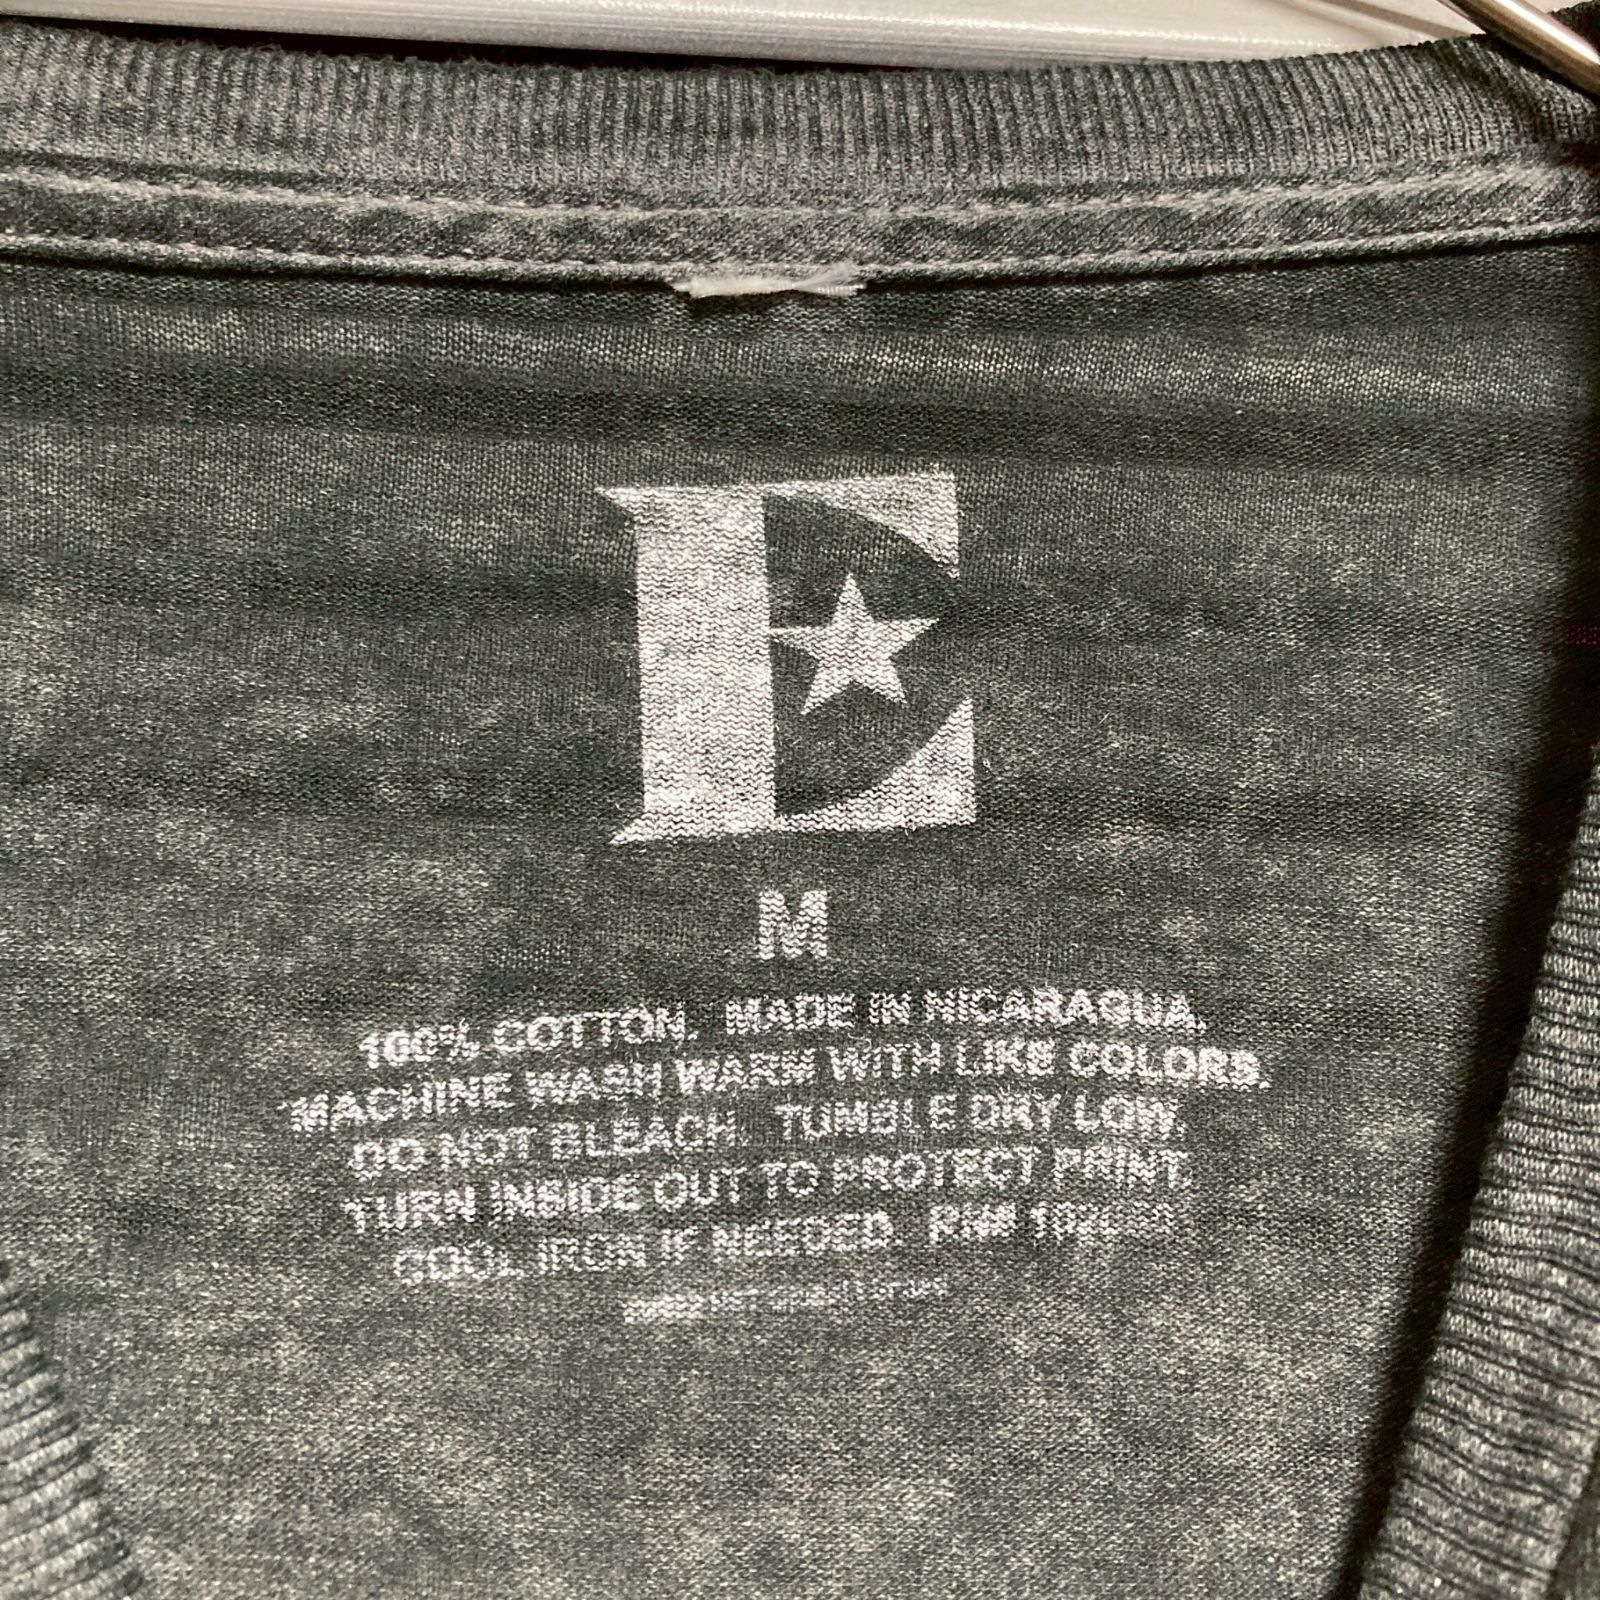 E
M
100% COTTON. MADE IN NICARAGUA.
MACHINE WASH WARM WITH LIKE COLORS.
DO NOT BLEACH. TUMBLE DRY LOW.
TURN INSIDE OUT TO PROTECT PRINT.
COOL IRON IF NEEDED. RN#